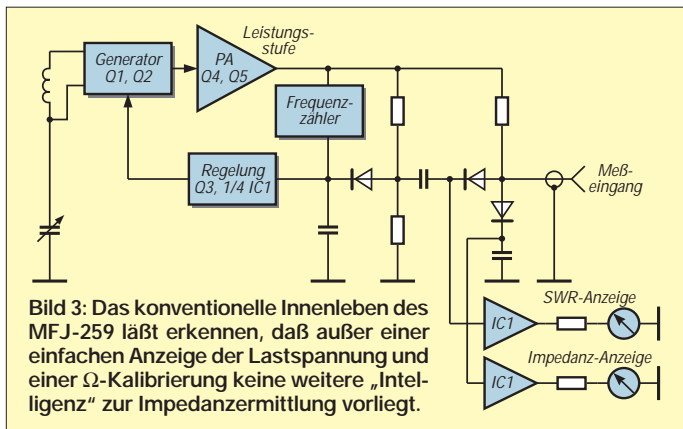 Leistungs-
stufe
Generator
Q1, Q2
PA
Q4, Q5
Frequenz-
zähler
Regelung
Q3, 1/4 IC1
Meß-
eingang
SWR-Anzeige
IC1
Impedanz-Anzeige
IC1
Bild 3: Das konventionelle Innenleben des
MFJ-259 läßt erkennen, daß außer einer
einfachen Anzeige der Lastspannung und
einer Ω-Kalibrierung keine weitere „Intel-
ligenz“ zur Impedanzermittlung vorliegt.